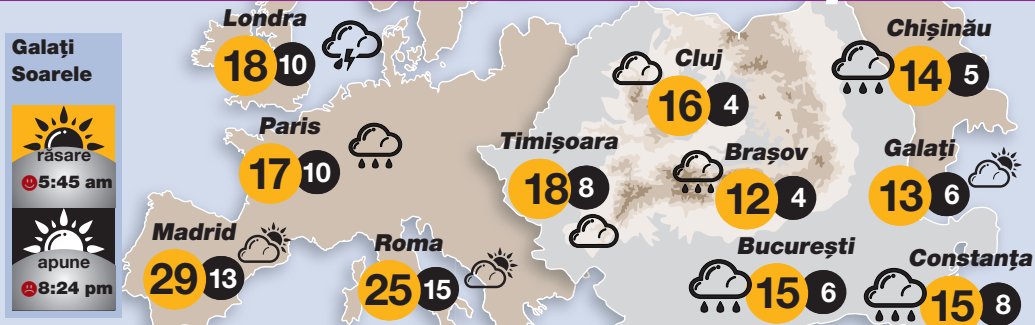 Galați
Soarele
răsare
5:45 am
apune
8:24 pm
Londra
18 10
Paris
17 10
Madrid
29 13
Roma
25 15
Timișoara
18 8
Cluj
16 4
Brașov
12 4
București
15 6
Chișinău
14 5
Galați
13 6
Constanța
15 8